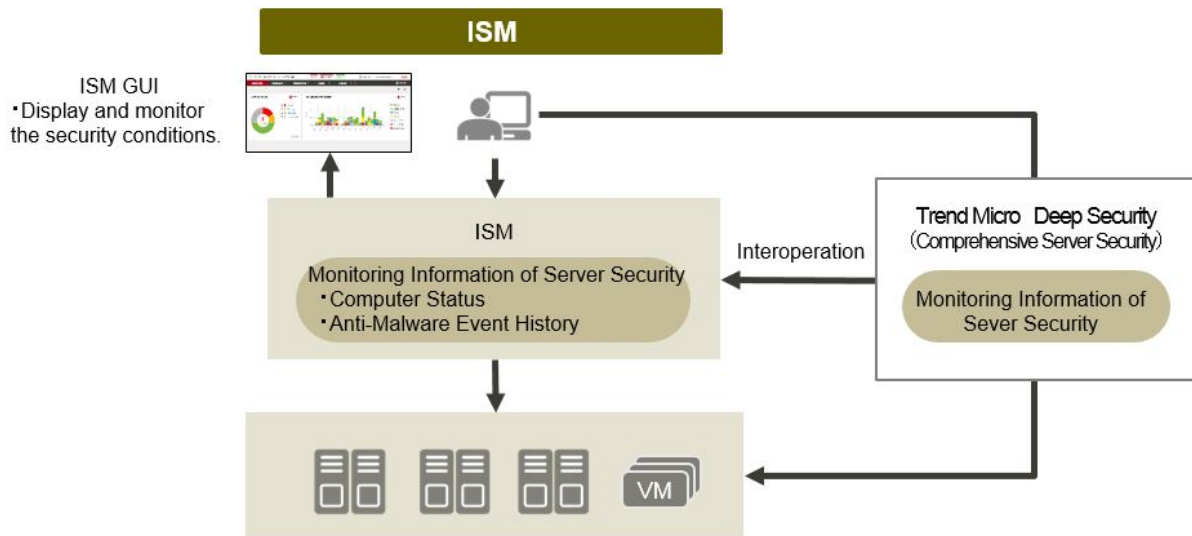 ISM
ISM GUI
・Display and monitor
the security conditions.
ISM
Monitoring Information of Server Security
・Computer Status
・Anti-Malware Event History
Interoperation
Trend Micro Deep Security
(Comprehensive Server Security)
Monitoring Information of
Sever Security
VM